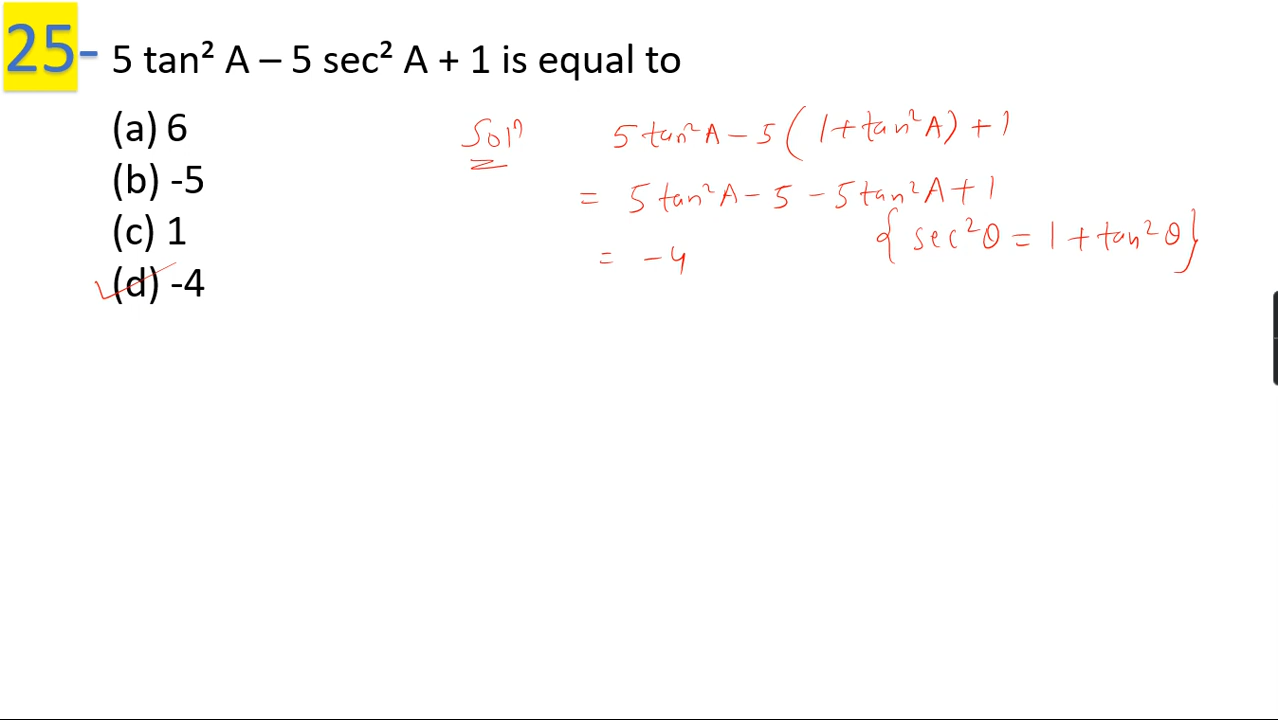 25- 5 tan² A – 5 sec² A + 1 is equal to
(a) 6
(b) -5
(c) 1
(d) -4
Solⁿ 5 tan²A – 5 (1 + tan²A) + 1
= 5 tan²A – 5 – 5 tan²A + 1
{ sec²θ = 1 + tan²θ }
= –4